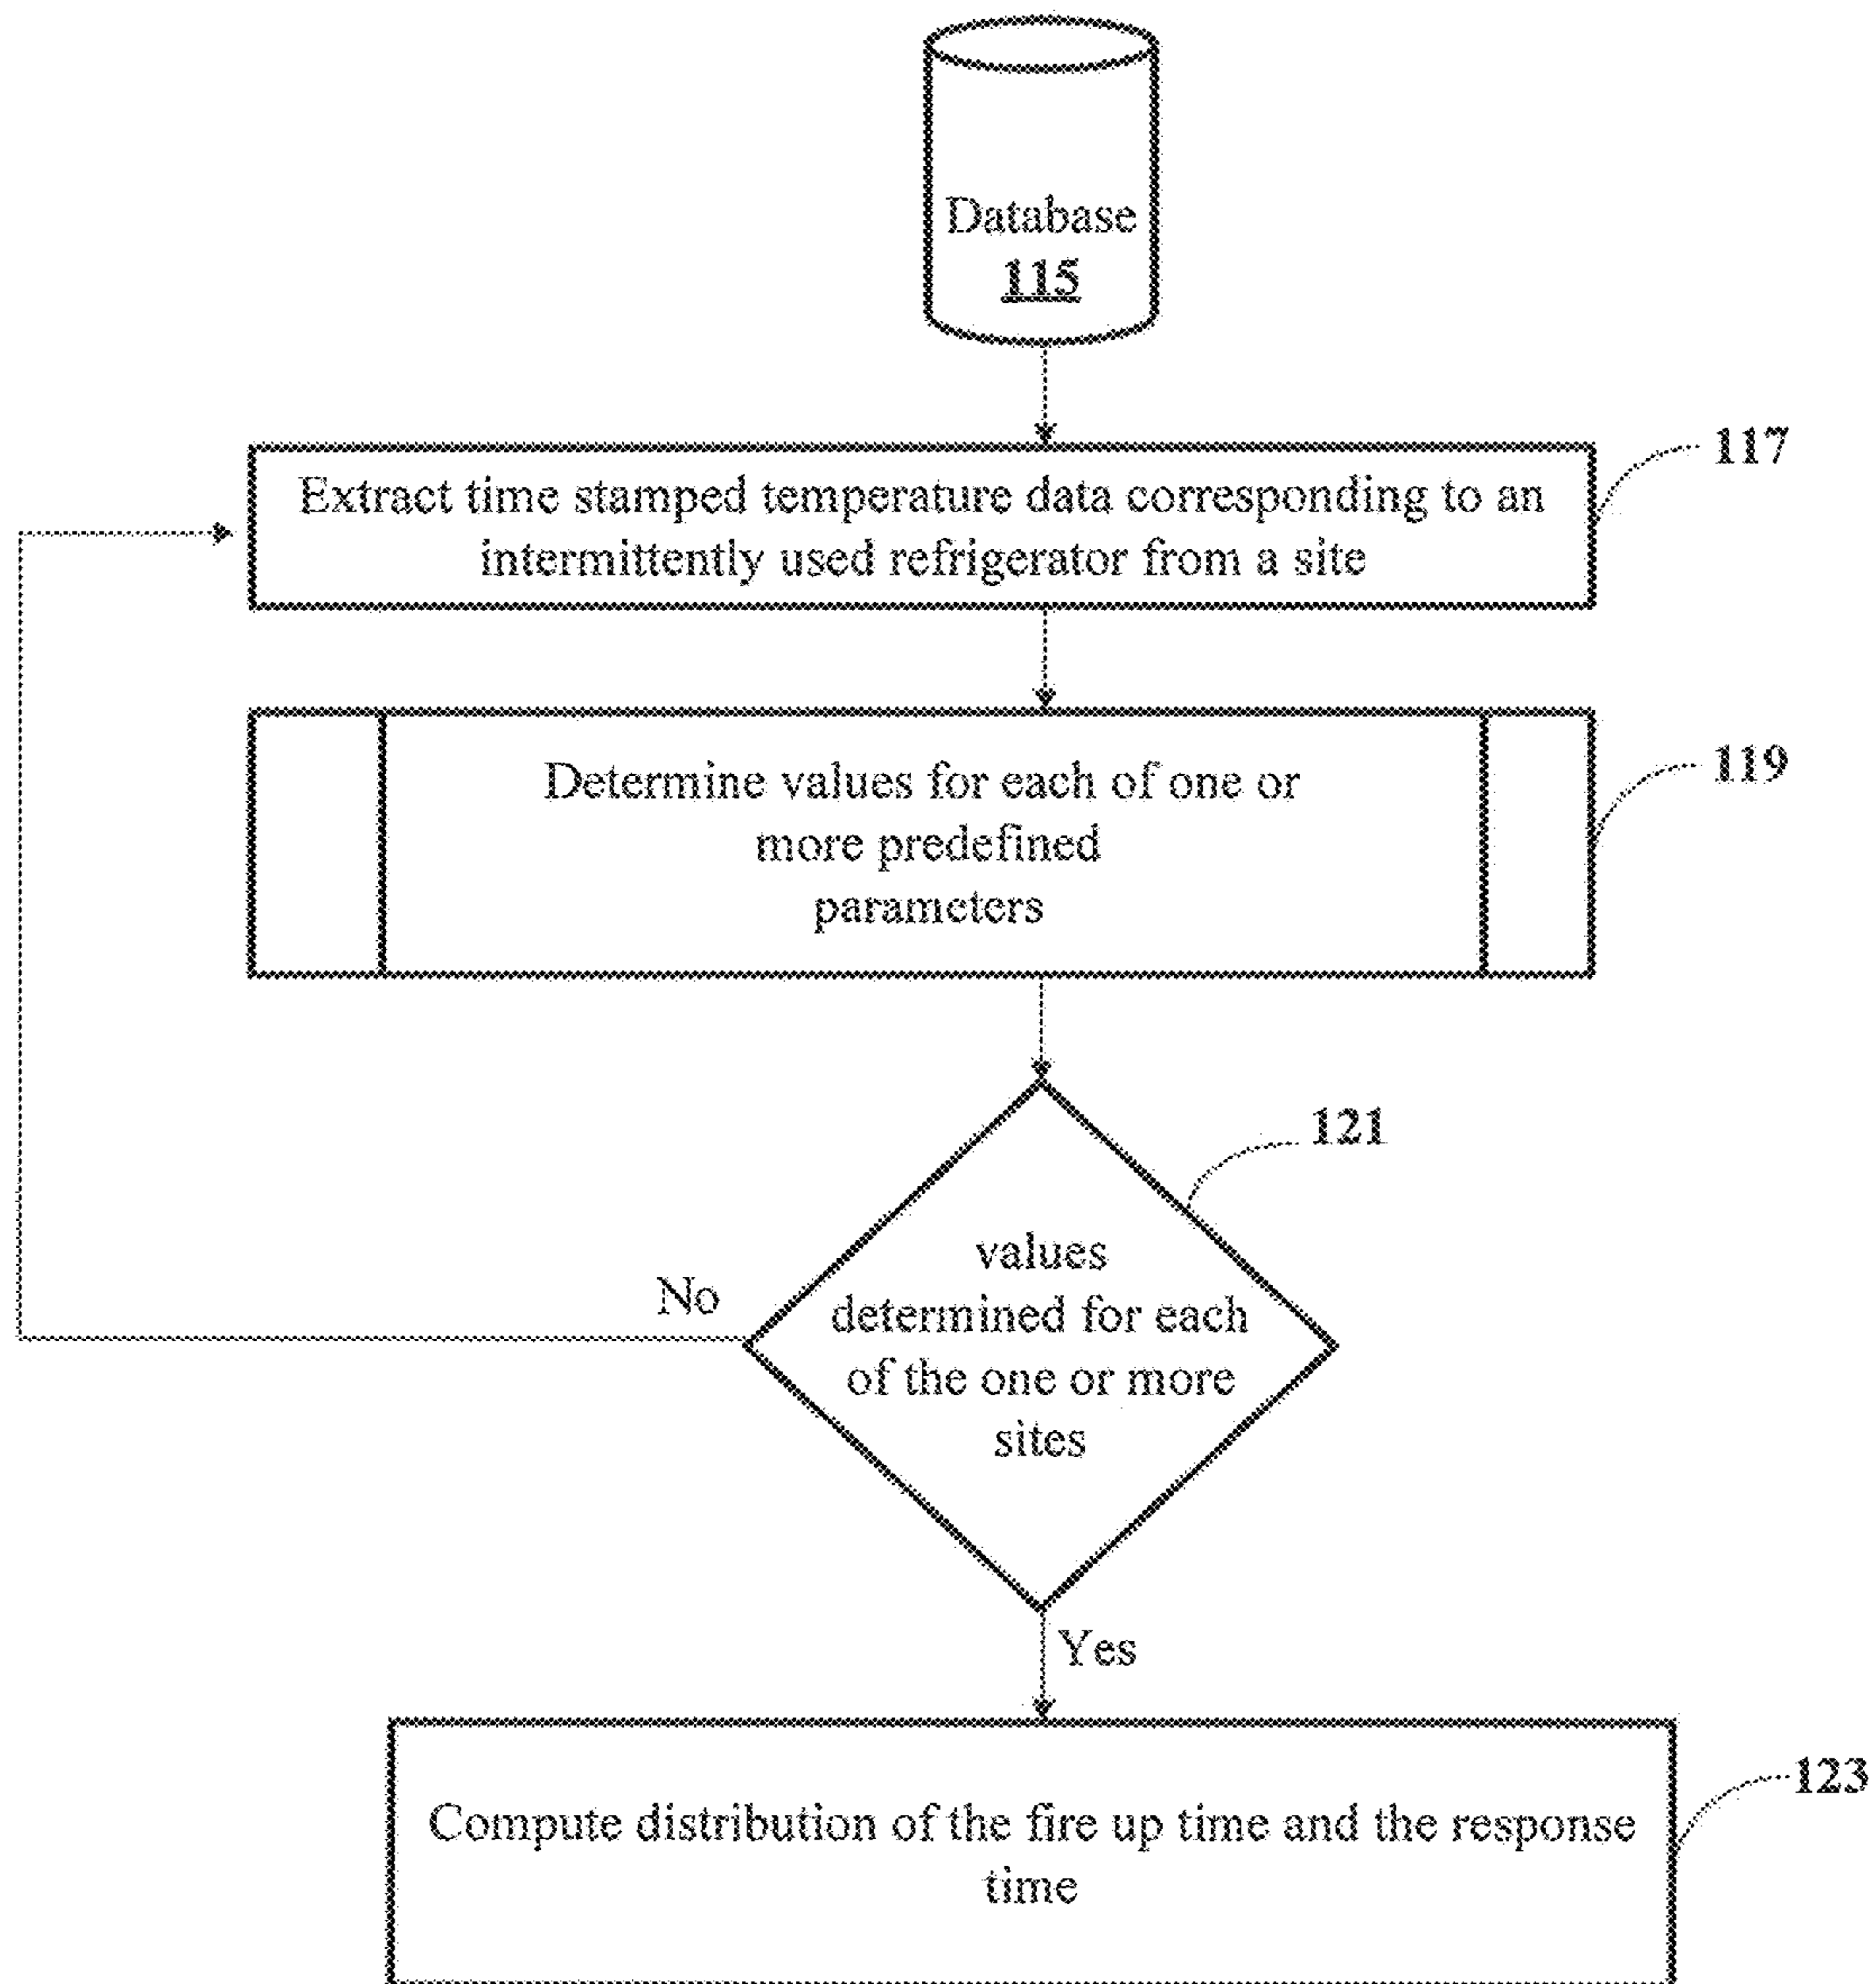 Database
115
Extract time stamped temperature data corresponding to an
intermittently used refrigerator from a site
117
Determine values for each of one or
more predefined
parameters
119
121
values
determined for each
of the one or more
sites
No
Yes
Compute distribution of the fire up time and the response
time
123